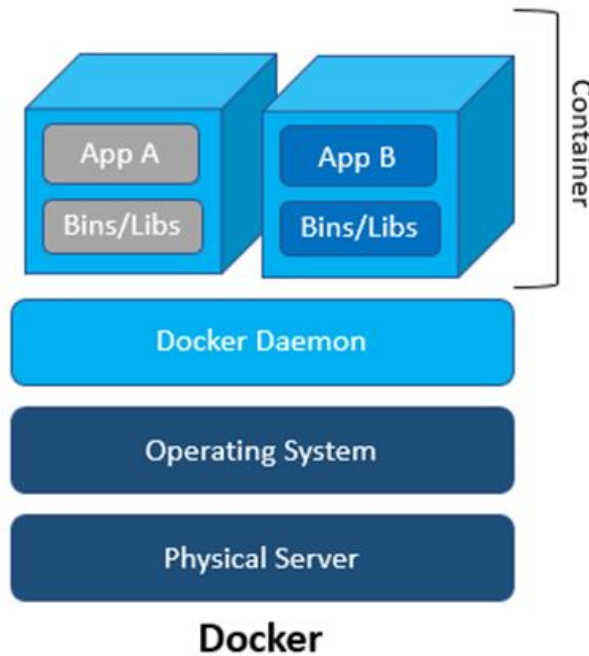 App A
Bins/Libs
App B
Bins/Libs
Container
Docker Daemon
Operating System
Physical Server
Docker